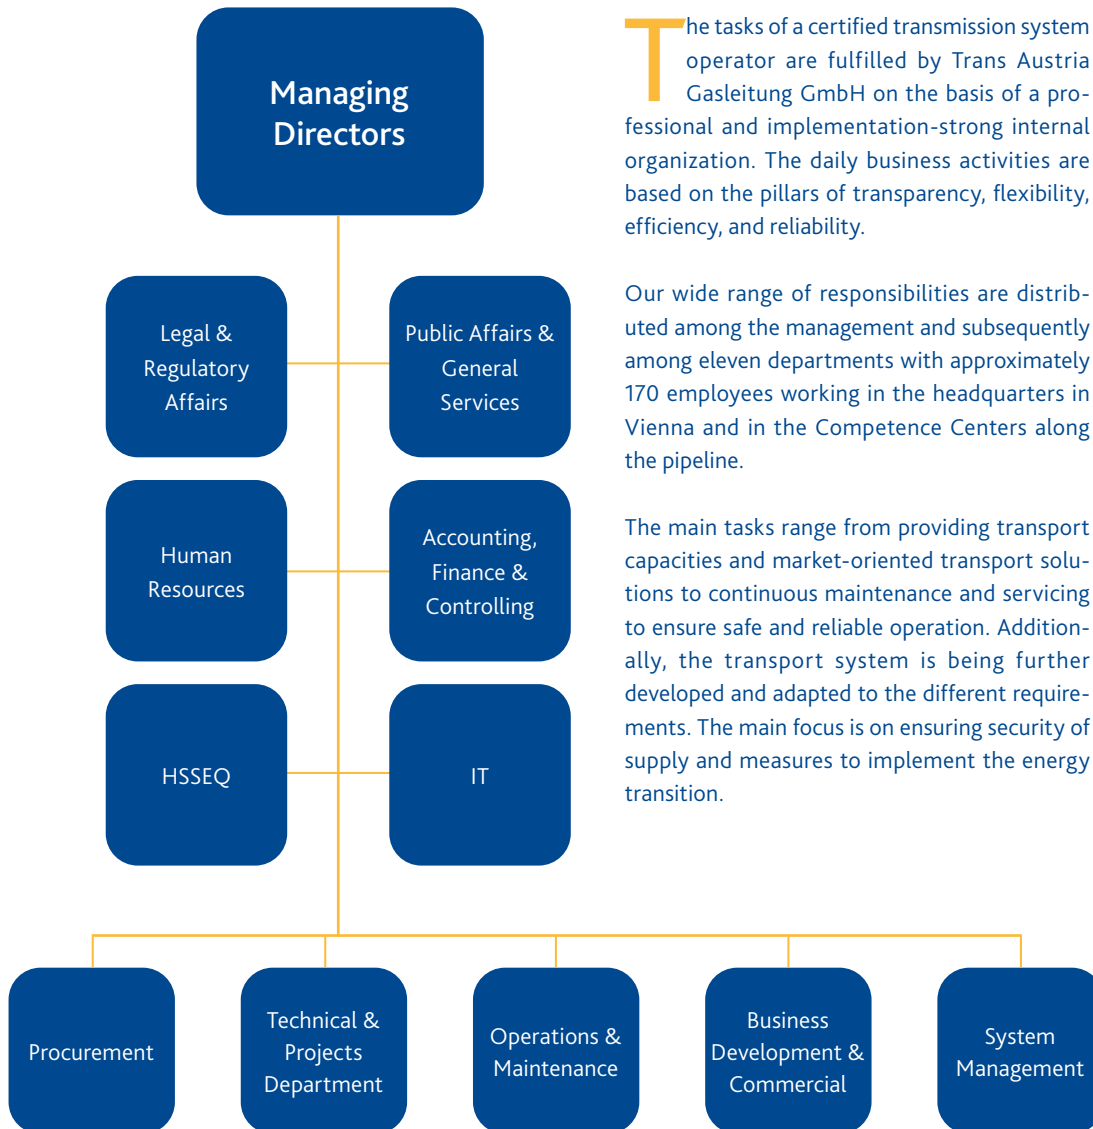 Managing
Directors
Legal &
Regulatory
Affairs
Public Affairs &
General
Services
Human
Resources
Accounting,
Finance &
Controlling
HSSEQ
IT
Procurement
Technical &
Projects
Department
Operations &
Maintenance
Business
Development &
Commercial
System
Management
The tasks of a certified transmission system
operator are fulfilled by Trans Austria
Gasleitung GmbH on the basis of a pro-
fessional and implementation-strong internal
organization. The daily business activities are
based on the pillars of transparency, flexibility,
efficiency, and reliability.
Our wide range of responsibilities are distrib-
uted among the management and subsequently
among eleven departments with approximately
170 employees working in the headquarters in
Vienna and in the Competence Centers along
the pipeline.
The main tasks range from providing transport
capacities and market-oriented transport solu-
tions to continuous maintenance and servicing
to ensure safe and reliable operation. Addition-
ally, the transport system is being further
developed and adapted to the different require-
ments. The main focus is on ensuring security of
supply and measures to implement the energy
transition.